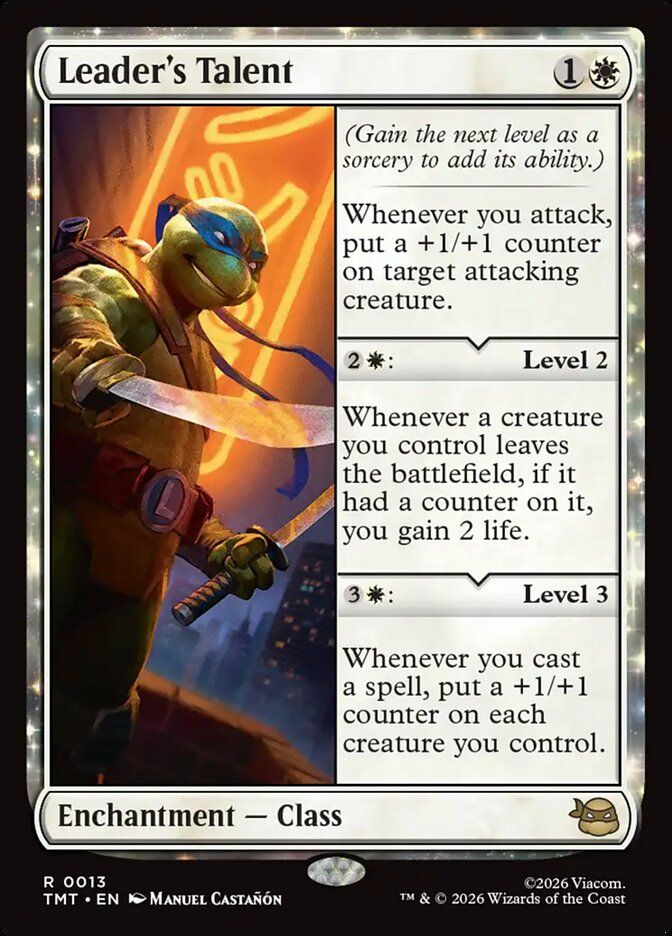 Leader's Talent 1
(Gain the next level as a
sorcery to add its ability.)
Whenever you attack,
put a +1/+1 counter
on target attacking
creature.
2 : Level 2
Whenever a creature
you control leaves
the battlefield, if it
had a counter on it,
you gain 2 life.
3 : Level 3
Whenever you cast
a spell, put a +1/+1
counter on each
creature you control.
L
Enchantment — Class
R 0013
TMT • EN Manuel Castañón
©2026 Viacom.
™ & © 2026 Wizards of the Coast